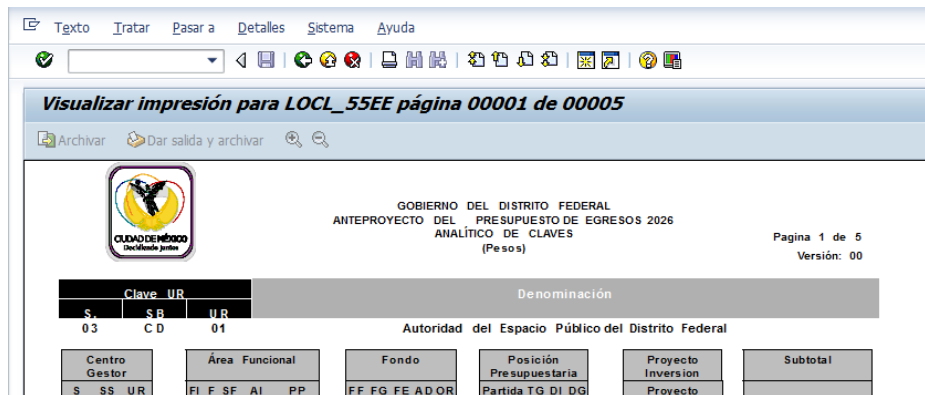 Texto Tratar Pasar a Detalles Sistema Ayuda
Visualizar impresión para LOCL_55EE página 00001 de 00005
Archivar Dar salida y archivar
CIUDAD DE MÉXICO
Decidiendo juntos
GOBIERNO DEL DISTRITO FEDERAL
ANTEPROYECTO DEL PRESUPUESTO DE EGRESOS 2026
ANALÍTICO DE CLAVES
(Pesos)
Pagina 1 de 5
Versión: 00
Clave UR Denominación
S. SB UR
03 CD 01 Autoridad del Espacio Público del Distrito Federal
Centro Gestor Área Funcional Fondo Posición Presupuestaria Proyecto Inversion Subtotal
S SS UR FI F SF AI PP FF FG FE AD OR Partida TG DI DG Proyecto